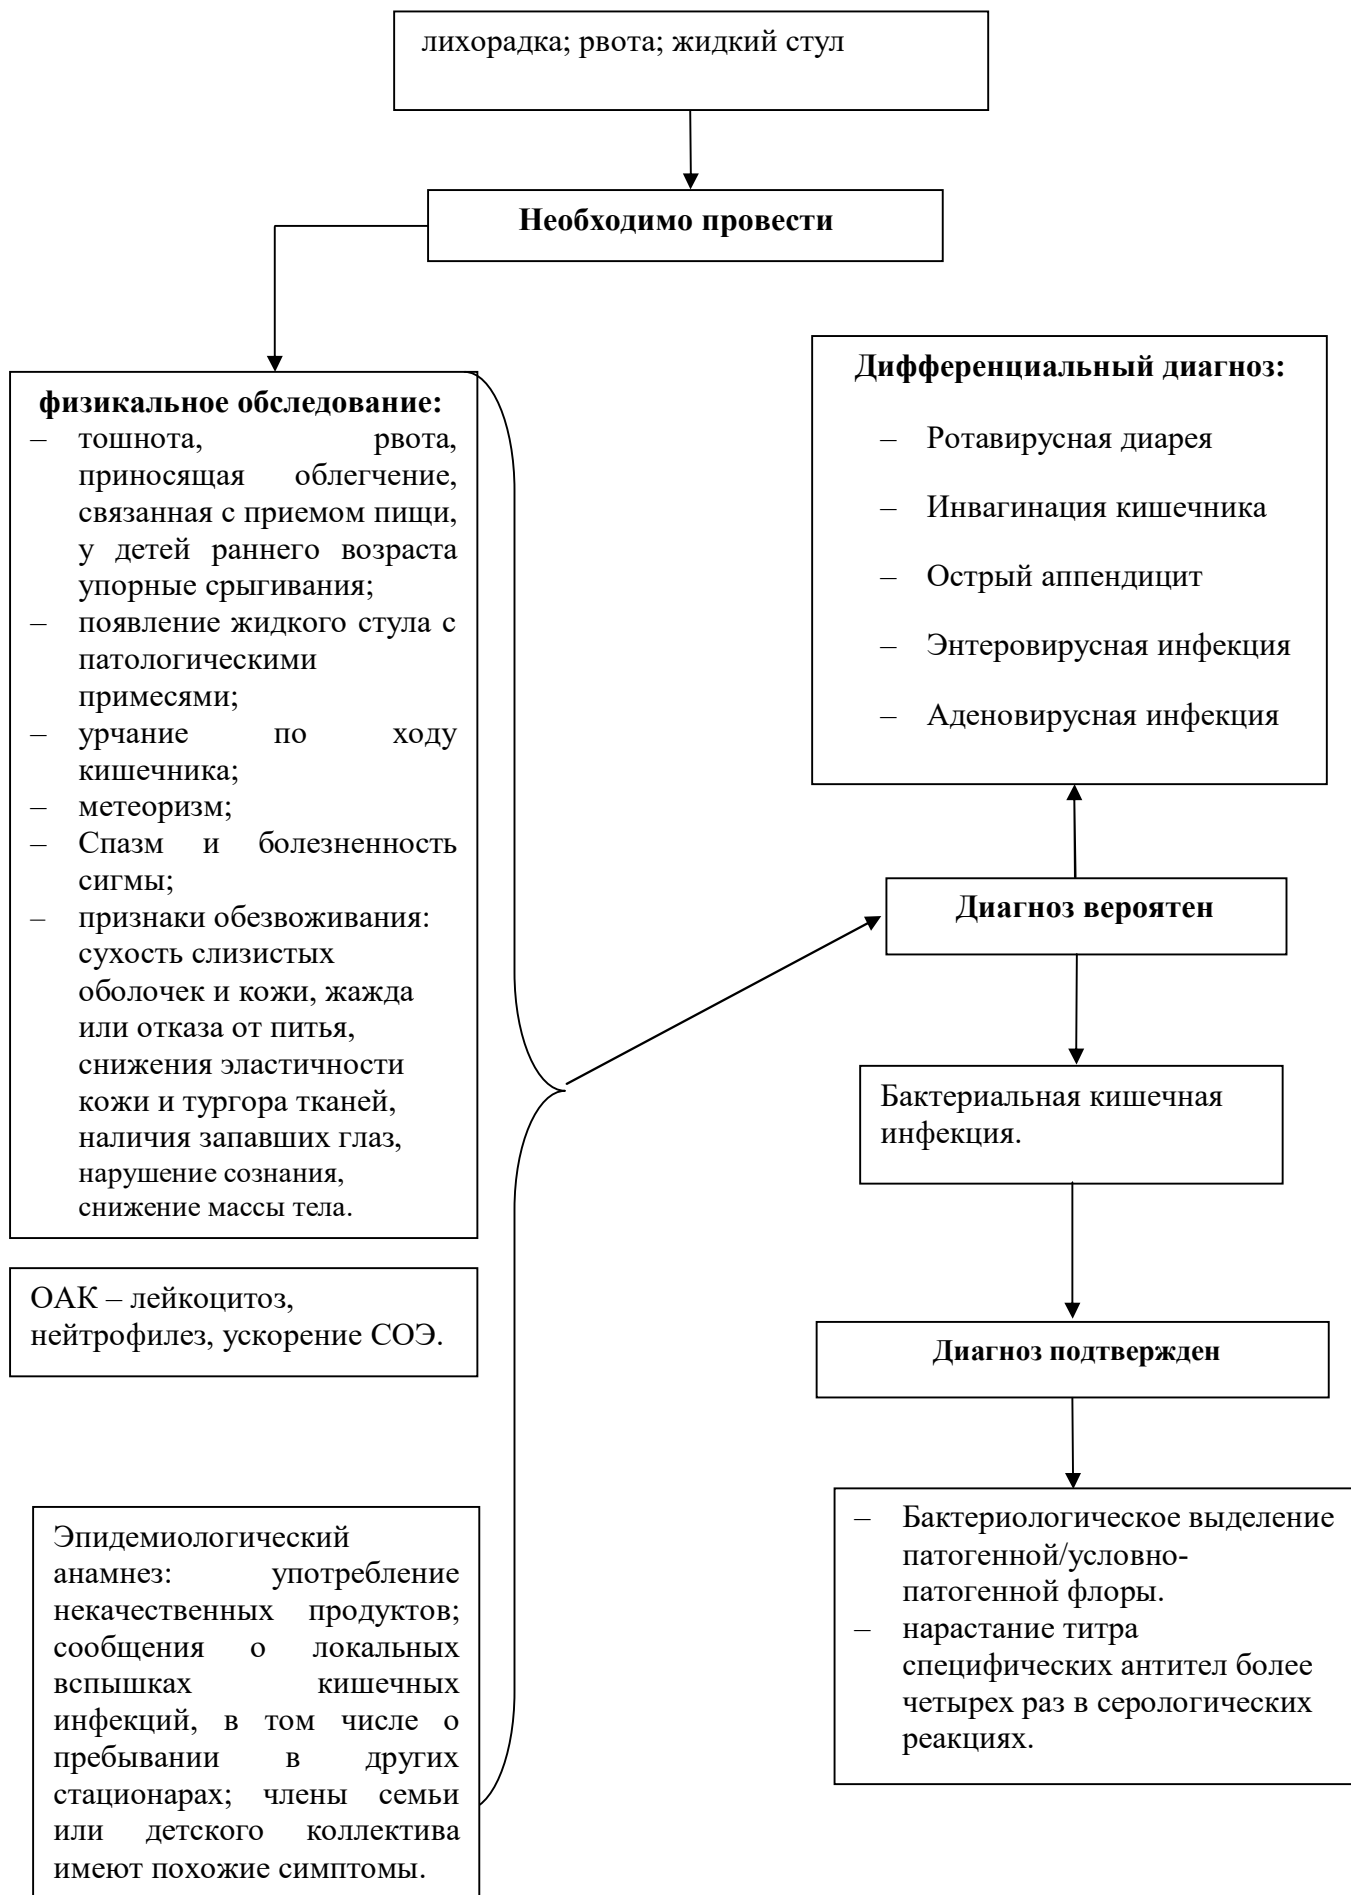 лихорадка; рвота; жидкий стул
Необходимо провести
физикальное обследование:
– тошнота, рвота,
приносящая облегчение,
связанная с приемом пищи,
у детей раннего возраста
упорные срыгивания;
– появление жидкого стула с
патологическими
примесями;
– урчание по ходу
кишечника;
– метеоризм;
– Спазм и болезненность
сигмы;
– признаки обезвоживания:
сухость слизистых
оболочек и кожи, жажда
или отказа от питья,
снижения эластичности
кожи и тургора тканей,
наличия запавших глаз,
нарушение сознания,
снижение массы тела.
ОАК – лейкоцитоз,
нейтрофилез, ускорение СОЭ.
Эпидемиологический
анамнез: употребление
некачественных продуктов;
сообщения о локальных
вспышках кишечных
инфекций, в том числе о
пребывании в других
стационарах; члены семьи
или детского коллектива
имеют похожие симптомы.
Дифференциальный диагноз:
– Ротавирусная диарея
– Инвагинация кишечника
– Острый аппендицит
– Энтеровирусная инфекция
– Аденовирусная инфекция
Диагноз вероятен
Бактериальная кишечная
инфекция.
Диагноз подтвержден
– Бактериологическое выделение
патогенной/условно-
патогенной флоры.
– нарастание титра
специфических антител более
четырех раз в серологических
реакциях.